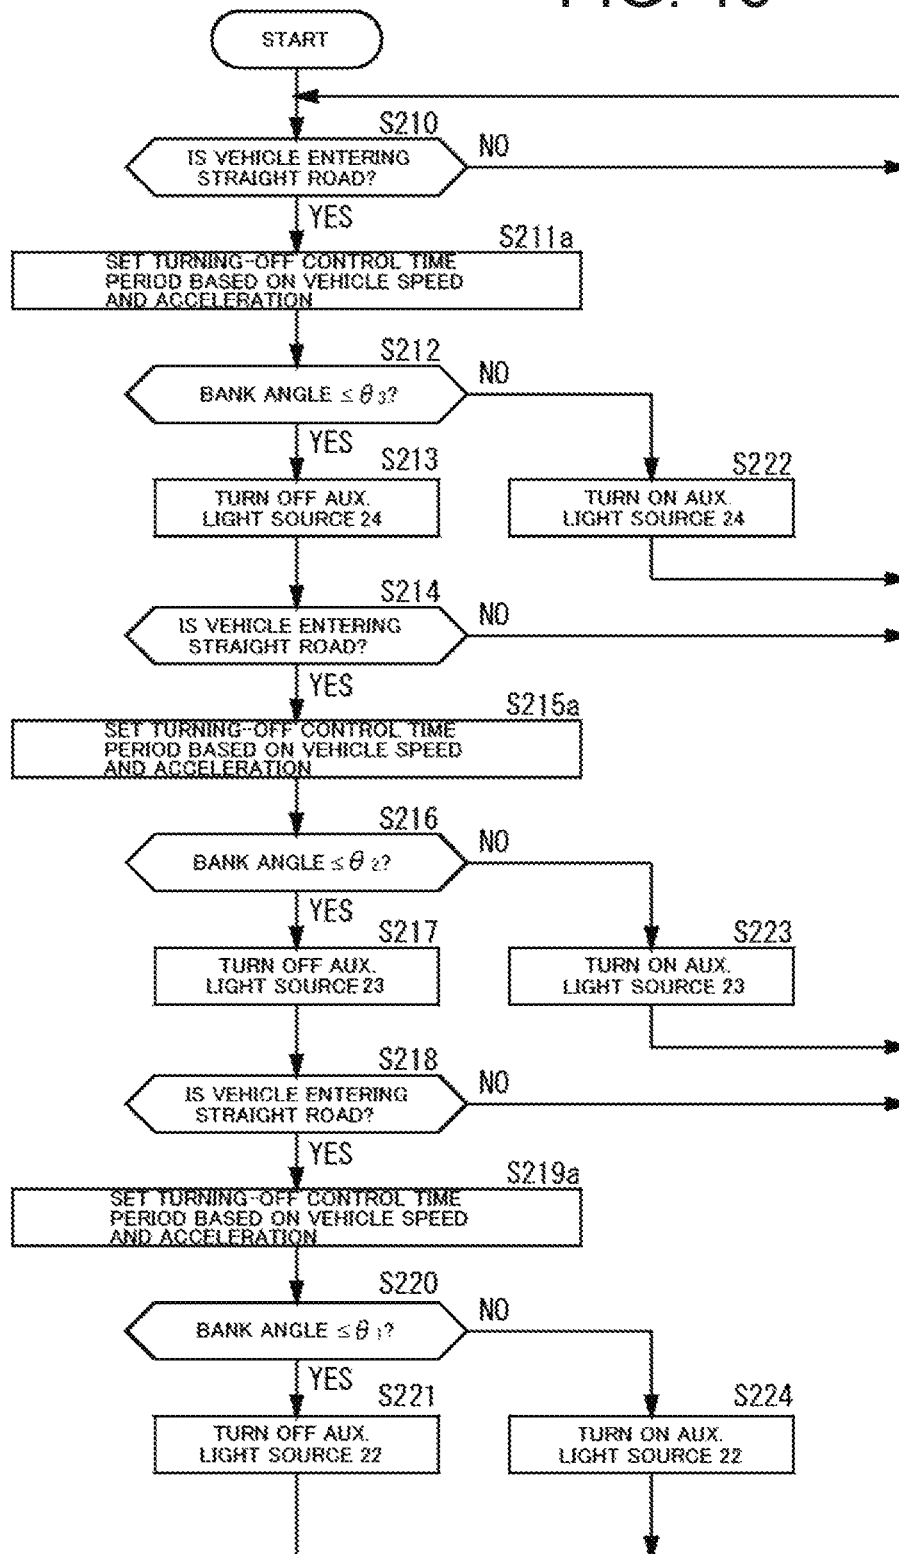 START
S210
IS VEHICLE ENTERING
STRAIGHT ROAD?
NO
YES
S211a
SET TURNING-OFF CONTROL TIME
PERIOD BASED ON VEHICLE SPEED
AND ACCELERATION
S212
BANK ANGLE ≤ θ3?
NO
YES
S213
TURN OFF AUX.
LIGHT SOURCE 24
S222
TURN ON AUX.
LIGHT SOURCE 24
S214
IS VEHICLE ENTERING
STRAIGHT ROAD?
NO
YES
S215a
SET TURNING-OFF CONTROL TIME
PERIOD BASED ON VEHICLE SPEED
AND ACCELERATION
S216
BANK ANGLE ≤ θ2?
NO
YES
S217
TURN OFF AUX.
LIGHT SOURCE 23
S223
TURN ON AUX.
LIGHT SOURCE 23
S218
IS VEHICLE ENTERING
STRAIGHT ROAD?
NO
YES
S219a
SET TURNING-OFF CONTROL TIME
PERIOD BASED ON VEHICLE SPEED
AND ACCELERATION
S220
BANK ANGLE ≤ θ1?
NO
YES
S221
TURN OFF AUX.
LIGHT SOURCE 22
S224
TURN ON AUX.
LIGHT SOURCE 22